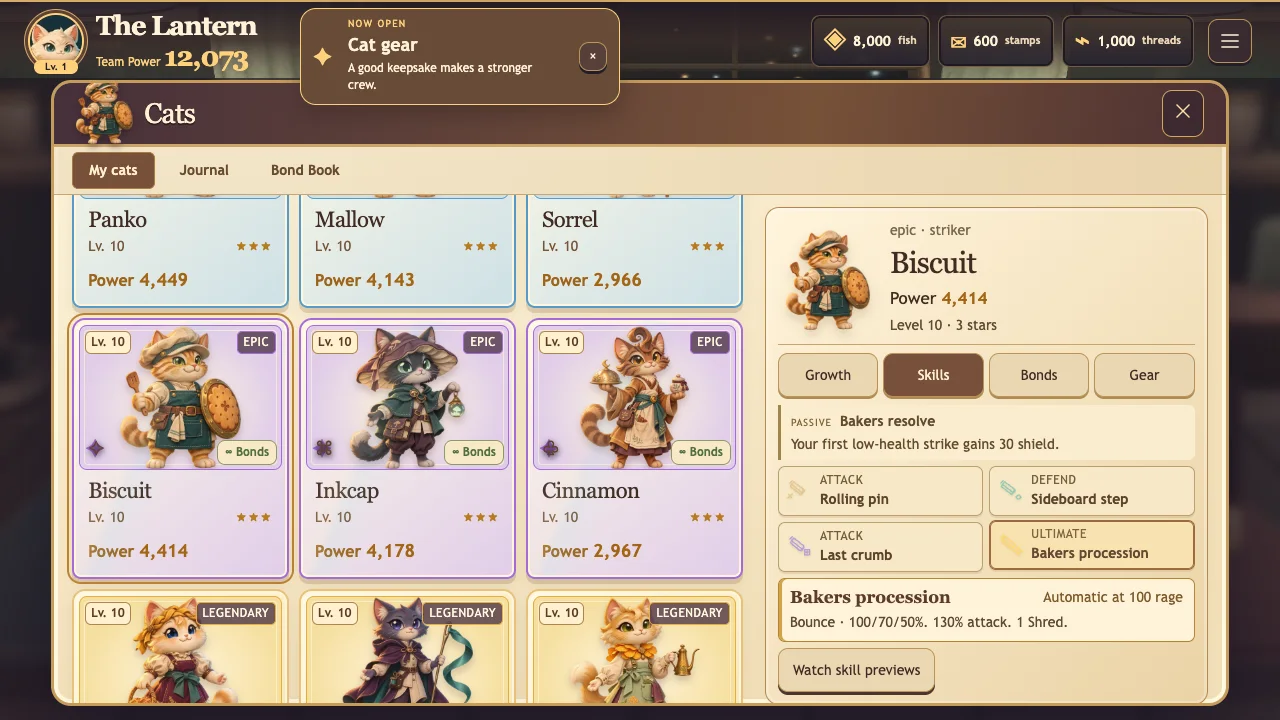 The Lantern
Team Power 12,073
Lv. 1
NOW OPEN
Cat gear
A good keepsake makes a stronger
crew.
×
8,000 fish
600 stamps
1,000 threads
Cats
My cats
Journal
Bond Book
Panko
Lv. 10
Power 4,449
Mallow
Lv. 10
Power 4,143
Sorrel
Lv. 10
Power 2,966
Lv. 10
EPIC
∞ Bonds
Biscuit
Lv. 10
Power 4,414
Lv. 10
EPIC
∞ Bonds
Inkcap
Lv. 10
Power 4,178
Lv. 10
EPIC
∞ Bonds
Cinnamon
Lv. 10
Power 2,967
Lv. 10
LEGENDARY
Lv. 10
LEGENDARY
Lv. 10
LEGENDARY
epic · striker
Biscuit
Power 4,414
Level 10 · 3 stars
Growth
Skills
Bonds
Gear
PASSIVE Bakers resolve
Your first low-health strike gains 30 shield.
ATTACK
Rolling pin
DEFEND
Sideboard step
ATTACK
Last crumb
ULTIMATE
Bakers procession
Bakers procession
Automatic at 100 rage
Bounce · 100/70/50%. 130% attack. 1 Shred.
Watch skill previews